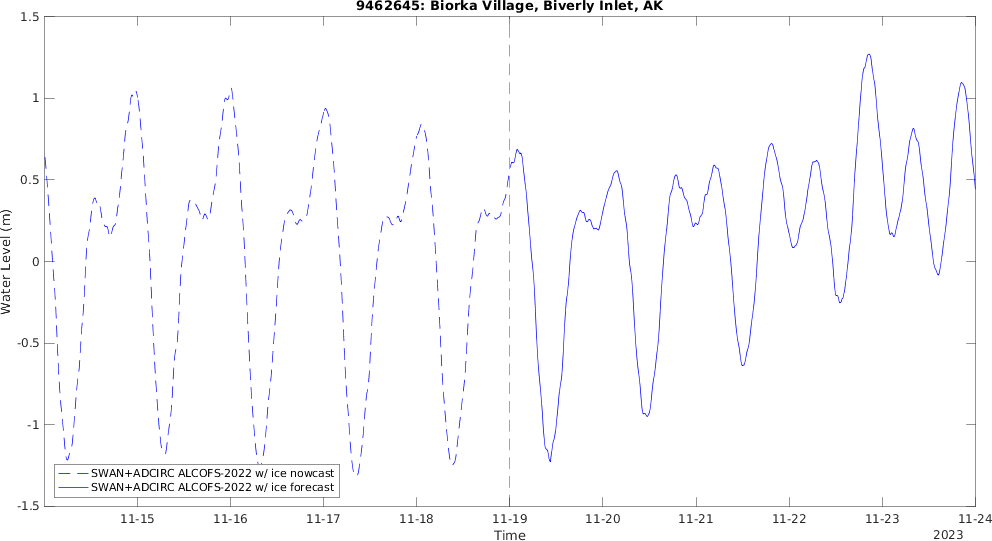 9462645: Biorka Village, Biverly Inlet, AK
Water Level (m)
1.5
1
0.5
0
-0.5
-1
-1.5
SWAN+ADCIRC ALCOFS-2022 w/ ice nowcast
SWAN+ADCIRC ALCOFS-2022 w/ ice forecast
11-15 11-16 11-17 11-18 11-19 11-20 11-21 11-22 11-23 11-24
Time
2023